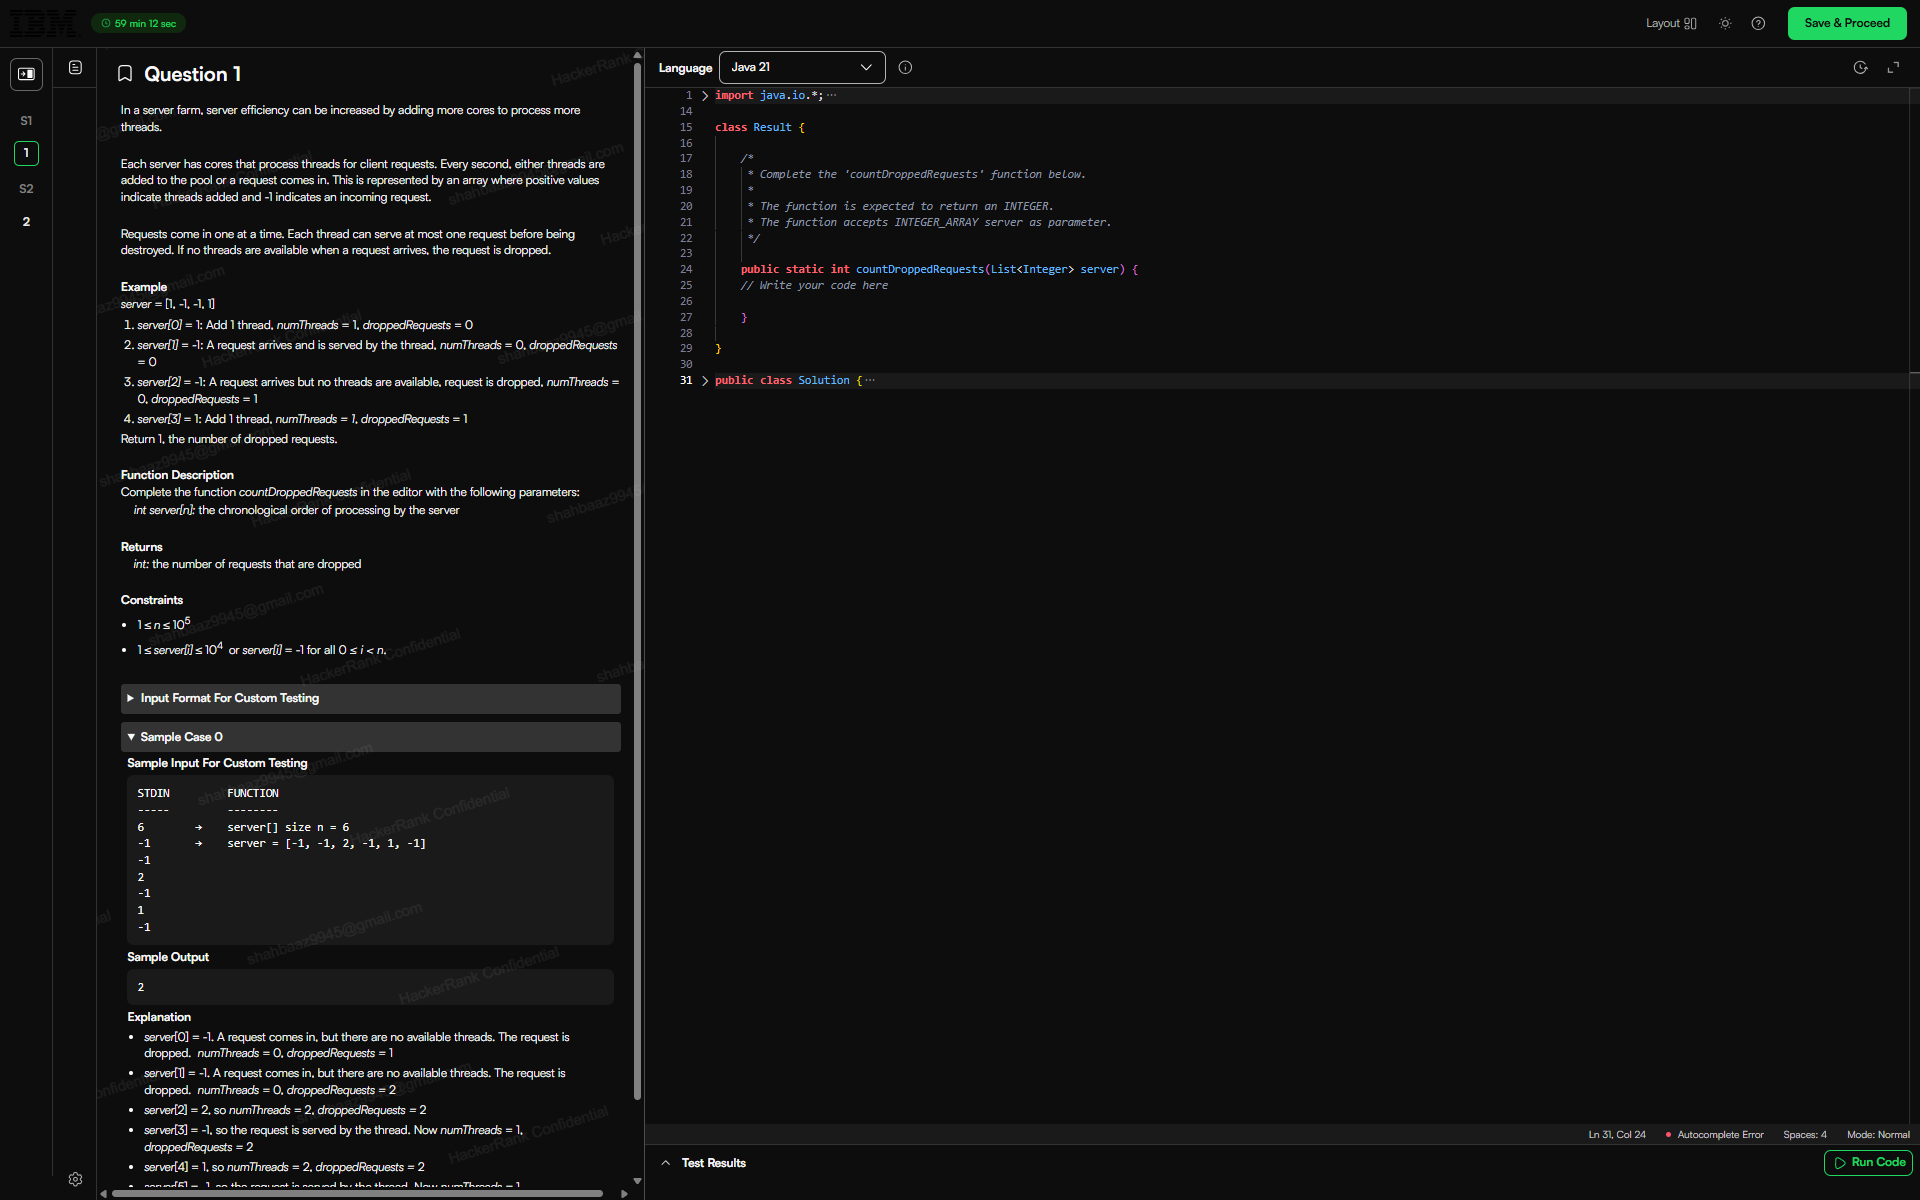 IBM
59 min 12 sec
Layout
Save & Proceed
S1
1
S2
2
Question 1
In a server farm, server efficiency can be increased by adding more cores to process more
threads.
Each server has cores that process threads for client requests. Every second, either threads are
added to the pool or a request comes in. This is represented by an array where positive values
indicate threads added and -1 indicates an incoming request.
Requests come in one at a time. Each thread can serve at most one request before being
destroyed. If no threads are available when a request arrives, the request is dropped.
Example
server = [1, -1, -1, 1]
1. server[0] = 1: Add 1 thread, numThreads = 1, droppedRequests = 0
2. server[1] = -1: A request arrives and is served by the thread, numThreads = 0, droppedRequests
= 0
3. server[2] = -1: A request arrives but no threads are available, request is dropped, numThreads =
0, droppedRequests = 1
4. server[3] = 1: Add 1 thread, numThreads = 1, droppedRequests = 1
Return 1, the number of dropped requests.
Function Description
Complete the function countDroppedRequests in the editor with the following parameters:
int server[n]: the chronological order of processing by the server
Returns
int: the number of requests that are dropped
Constraints
• 1 ≤ n ≤ 10⁵
• 1 ≤ server[i] ≤ 10⁴ or server[i] = -1 for all 0 ≤ i < n.
Input Format For Custom Testing
Sample Case 0
Sample Input For Custom Testing
STDIN FUNCTION
----- --------
6 → server[] size n = 6
-1 → server = [-1, -1, 2, -1, 1, -1]
-1
2
-1
1
-1
Sample Output
2
Explanation
• server[0] = -1. A request comes in, but there are no available threads. The request is
dropped. numThreads = 0, droppedRequests = 1
• server[1] = -1. A request comes in, but there are no available threads. The request is
dropped. numThreads = 0, droppedRequests = 2
• server[2] = 2, so numThreads = 2, droppedRequests = 2
• server[3] = -1, so the request is served by the thread. Now numThreads = 1,
droppedRequests = 2
• server[4] = 1, so numThreads = 2, droppedRequests = 2
• server[5] = -1, so the request is served by the thread. Now numThreads = 1,
HackerRank Confidential
shahbaaz9945@gmail.com
Language
Java 21
1 import java.io.*; ···
14
15 class Result {
16
17 /*
18 * Complete the 'countDroppedRequests' function below.
19 *
20 * The function is expected to return an INTEGER.
21 * The function accepts INTEGER_ARRAY server as parameter.
22 */
23
24 public static int countDroppedRequests(List<Integer> server) {
25 // Write your code here
26
27 }
28
29 }
30
31 public class Solution { ···
Ln 31, Col 24
Autocomplete Error
Spaces: 4
Mode: Normal
Test Results
Run Code